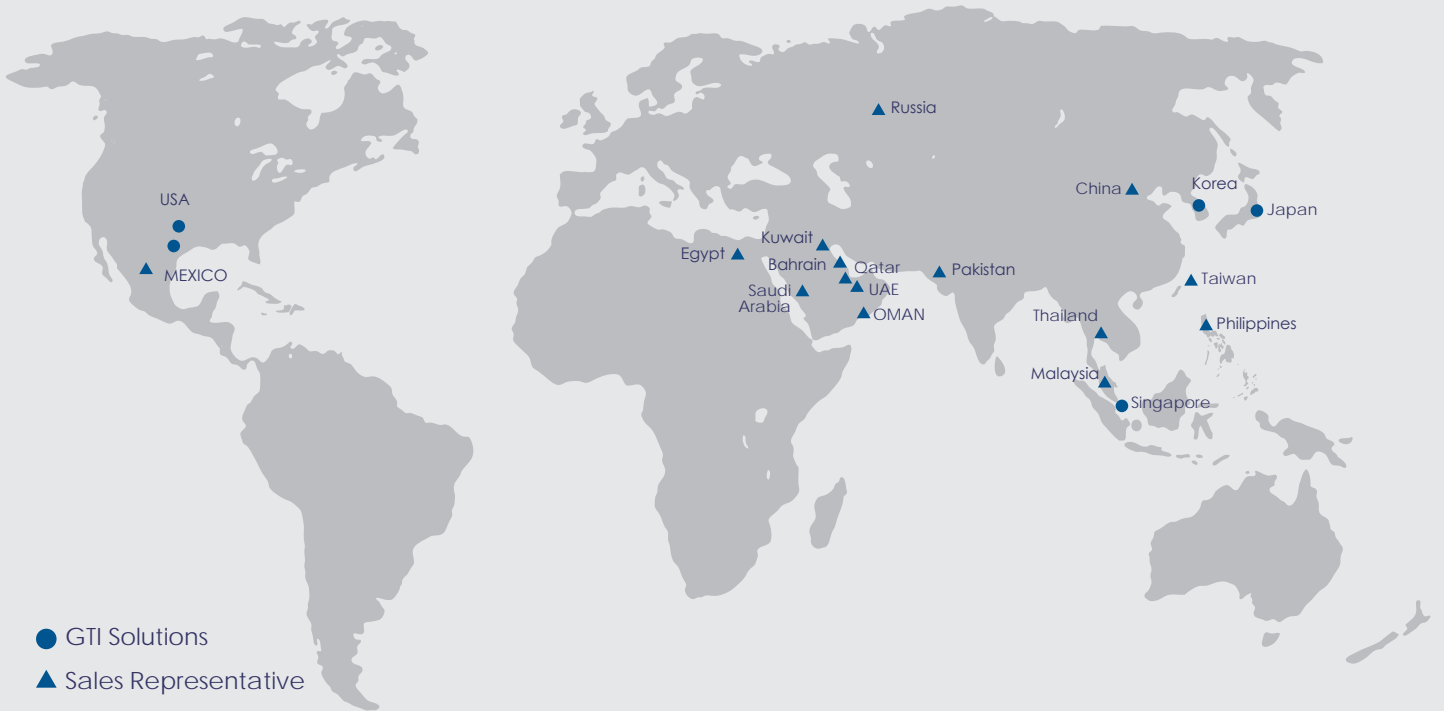 Russia
China
Korea
USA
Japan
Kuwait
Egypt
Bahrain
Qatar
Pakistan
MEXICO
Taiwan
Saudi
Arabia
UAE
OMAN
Thailand
Philippines
Malaysia
Singapore
GTI Solutions
Sales Representative